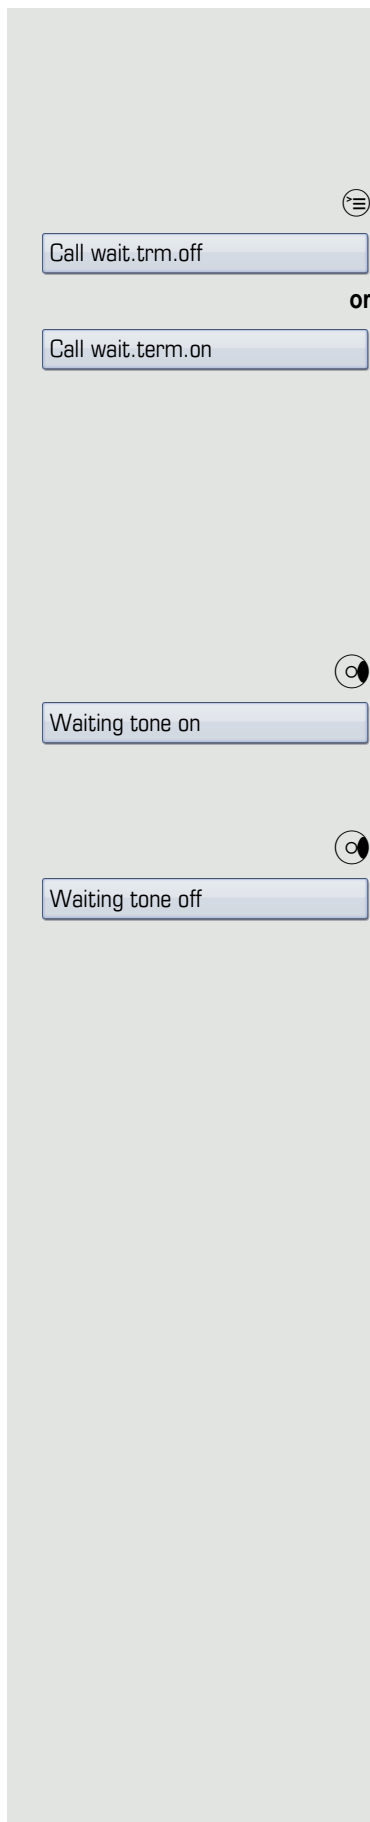 Call wait.trm.off
or
Call wait.term.on
Waiting tone on
Waiting tone off